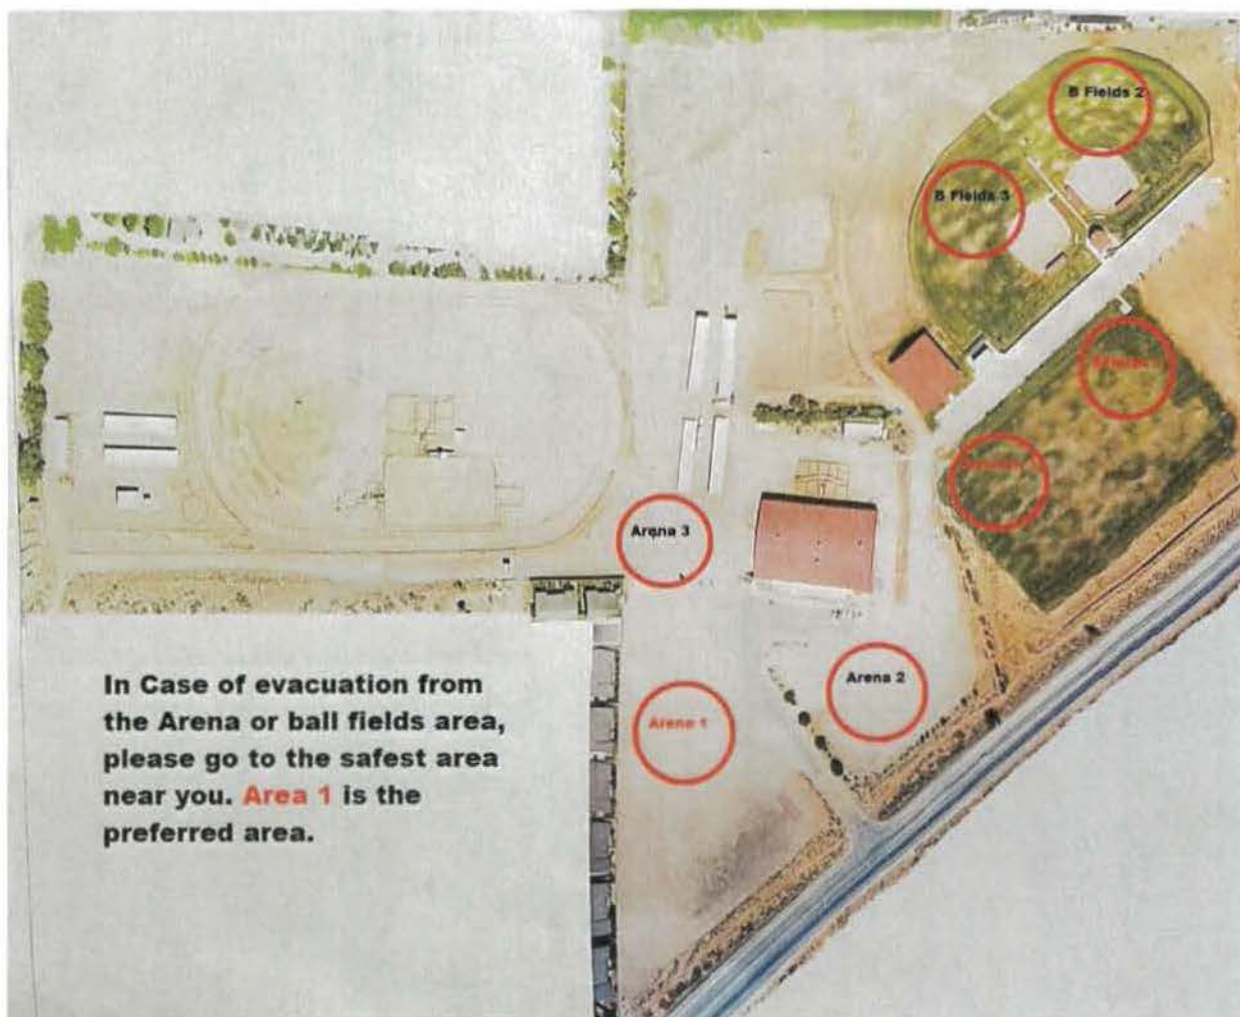 B Fields 2
B Fields 3
Arena 3
Arena 2
Arena 1
In Case of evacuation from
the Arena or ball fields area,
please go to the safest area
near you. Area 1 is the
preferred area.